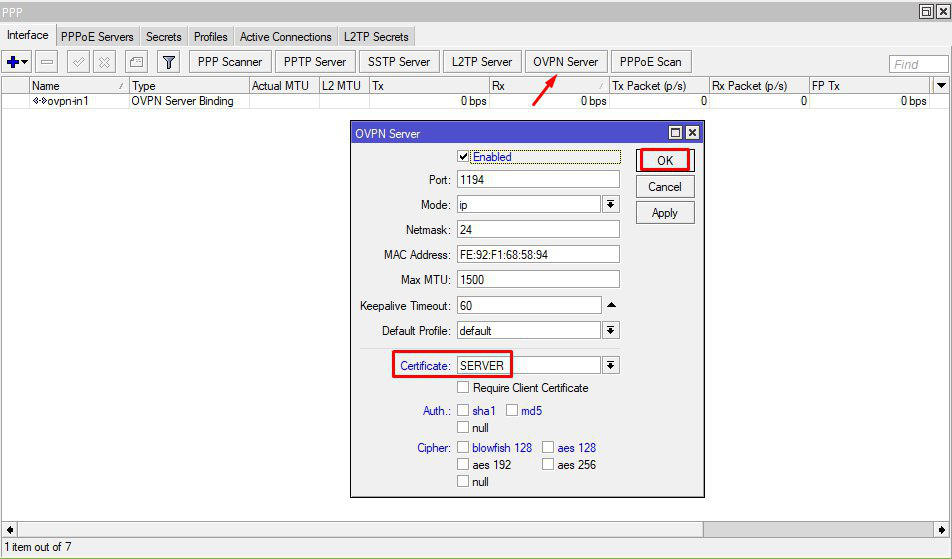 PPP
Interface PPPoE Servers Secrets Profiles Active Connections L2TP Secrets
PPP Scanner PPTP Server SSTP Server L2TP Server OVPN Server PPPoE Scan Find
Name Type Actual MTU L2 MTU Tx Rx Tx Packet (p/s) Rx Packet (p/s) FP Tx
ovpn-in1 OVPN Server Binding 0 bps 0 bps 0 0 0 bps
OVPN Server
Enabled OK
Port: 1194
Cancel
Mode: ip
Apply
Netmask: 24
MAC Address: FE:92:F1:68:58:94
Max MTU: 1500
Keepalive Timeout: 60
Default Profile: default
Certificate: SERVER
Require Client Certificate
Auth.: sha1 md5
null
Cipher: blowfish 128 aes 128
aes 192 aes 256
null
1 item out of 7